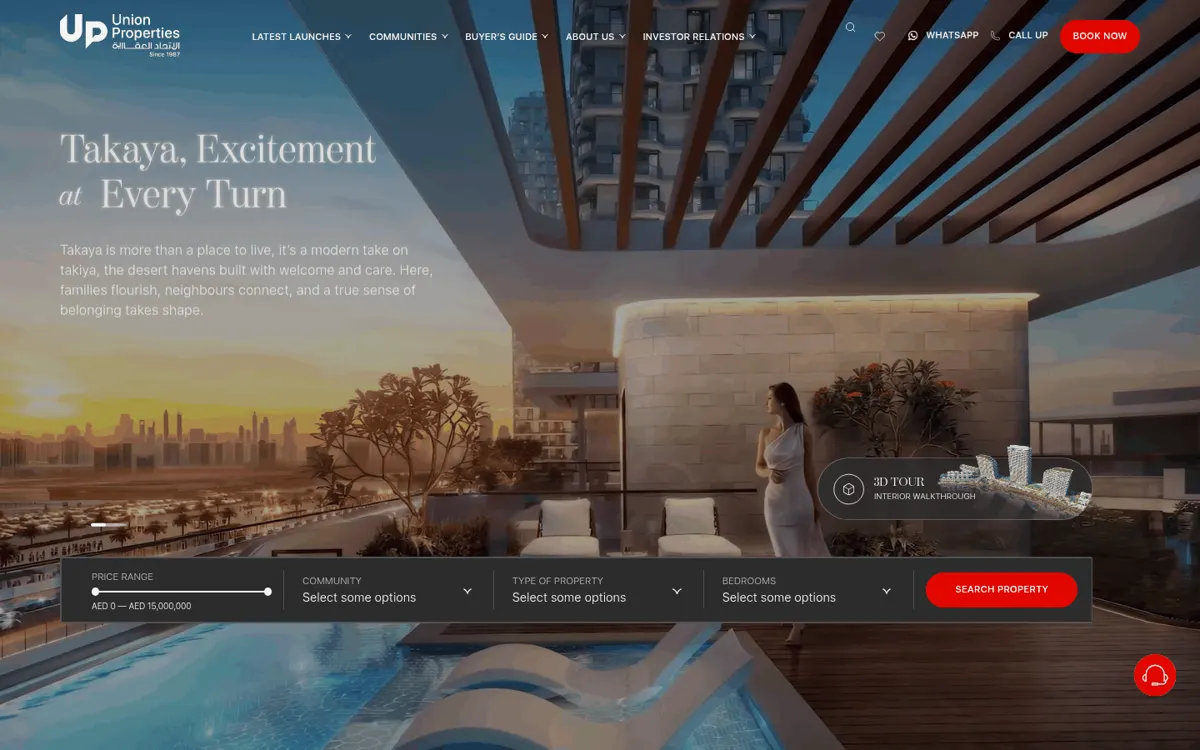 Union
Properties
الاتحاد العقارية
Since 1987
LATEST LAUNCHES
COMMUNITIES
BUYER'S GUIDE
ABOUT US
INVESTOR RELATIONS
WHATSAPP
CALL UP
BOOK NOW
Takaya, Excitement
at Every Turn
Takaya is more than a place to live, it's a modern take on
takiya, the desert havens built with welcome and care. Here,
families flourish, neighbours connect, and a true sense of
belonging takes shape.
3D TOUR
INTERIOR WALKTHROUGH
PRICE RANGE
AED 0 — AED 15,000,000
COMMUNITY
Select some options
TYPE OF PROPERTY
Select some options
BEDROOMS
Select some options
SEARCH PROPERTY